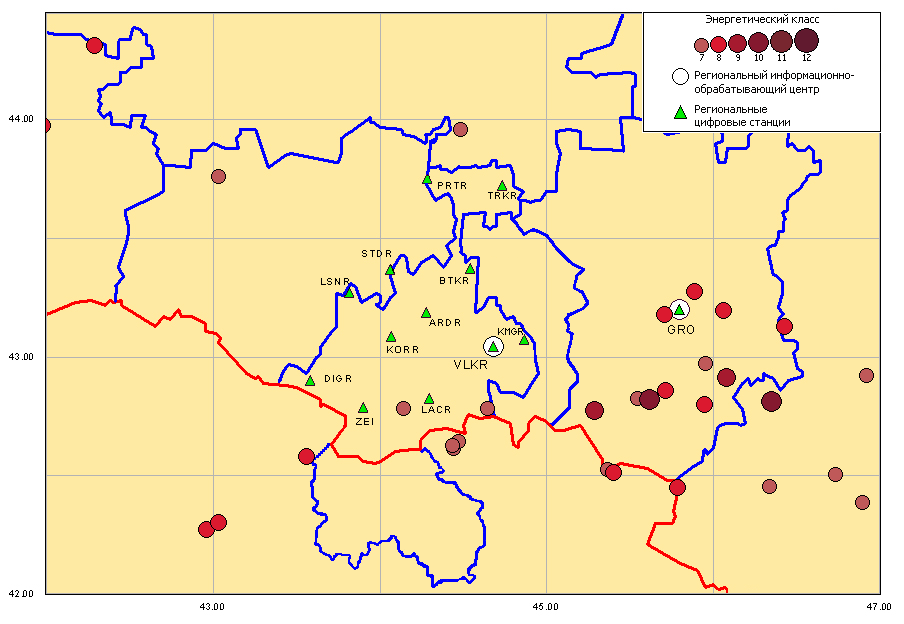 Энергетический класс
7 8 9 10 11 12
Региональный информационно-
обрабатывающий центр
Региональные
цифровые станции
44.00
PRTR
TRKR
STDR
LSNR
BTKR
ARDR
KMGR
GRO
KORR
43.00
VLKR
DIGR
LACR
ZEI
42.00
43.00
45.00
47.00